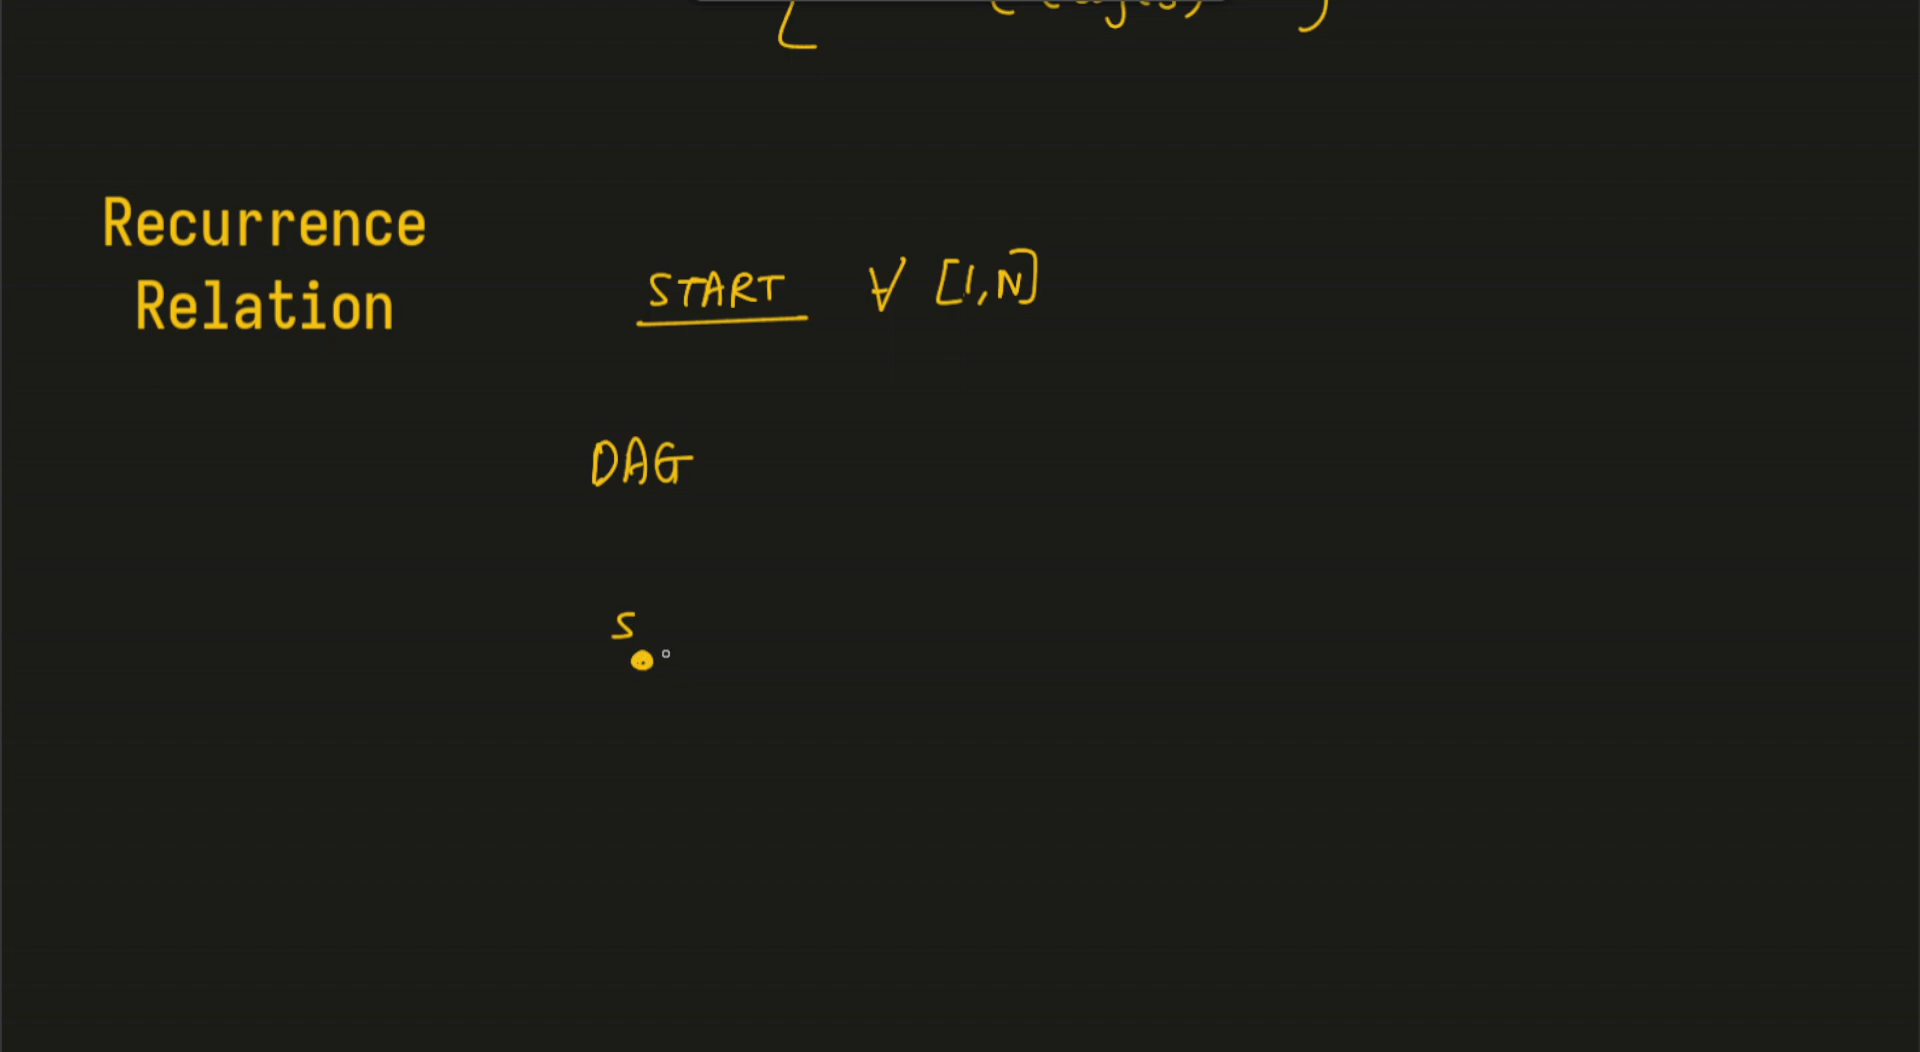 Recurrence
Relation
START ∀ [1,N]
DAG
S